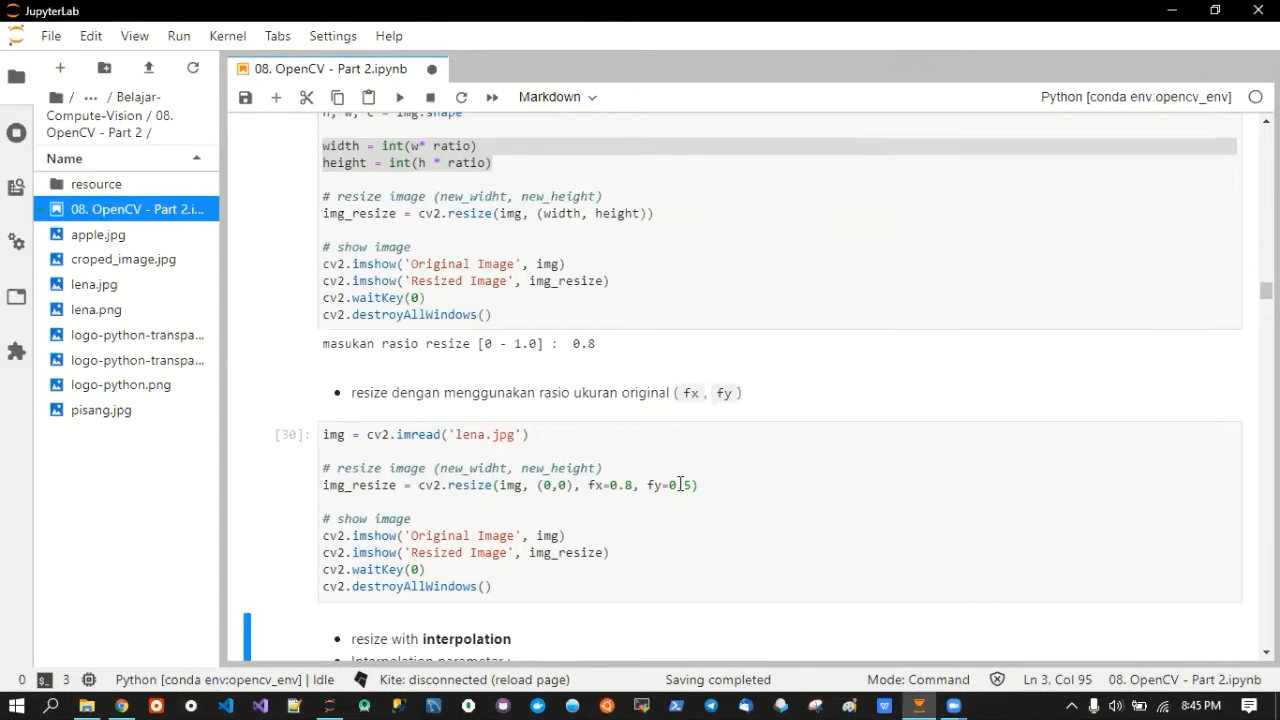 JupyterLab
File Edit View Run Kernel Tabs Settings Help
08. OpenCV - Part 2.ipynb
/ ... / Belajar-
Compute-Vision / 08.
OpenCV - Part 2 /
Name
resource
08. OpenCV - Part 2.i...
apple.jpg
croped_image.jpg
lena.jpg
lena.png
logo-python-transpa...
logo-python-transpa...
logo-python.png
pisang.jpg
Markdown
Python [conda env:opencv_env]
h, w, c = img.shape
width = int(w* ratio)
height = int(h * ratio)
# resize image (new_widht, new_height)
img_resize = cv2.resize(img, (width, height))
# show image
cv2.imshow('Original Image', img)
cv2.imshow('Resized Image', img_resize)
cv2.waitKey(0)
cv2.destroyAllWindows()
masukan rasio resize [0 - 1.0] : 0.8
• resize dengan menggunakan rasio ukuran original ( fx , fy )
[30]:
img = cv2.imread('lena.jpg')
# resize image (new_widht, new_height)
img_resize = cv2.resize(img, (0,0), fx=0.8, fy=0.5)
# show image
cv2.imshow('Original Image', img)
cv2.imshow('Resized Image', img_resize)
cv2.waitKey(0)
cv2.destroyAllWindows()
• resize with interpolation
• Interpolation parameter :
0 3 Python [conda env:opencv_env] | Idle Kite: disconnected (reload page) Saving completed Mode: Command Ln 3, Col 95 08. OpenCV - Part 2.ipynb
8:45 PM